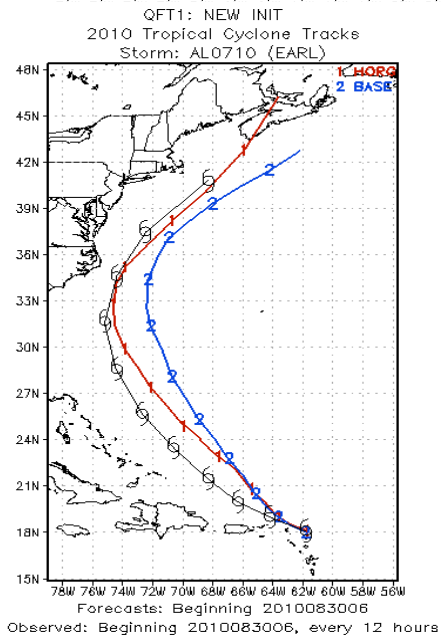 QFT1: NEW INIT
2010 Tropical Cyclone Tracks
Storm: AL0710 (EARL)
48N
1 HORG
2 BASE
45N
42N
39N
36N
33N
30N
27N
24N
21N
18N
15N
78W 76W 74W 72W 70W 68W 66W 64W 62W 60W 58W 56W
Forecasts: Beginning 2010083006
Observed: Beginning 2010083006, every 12 hours